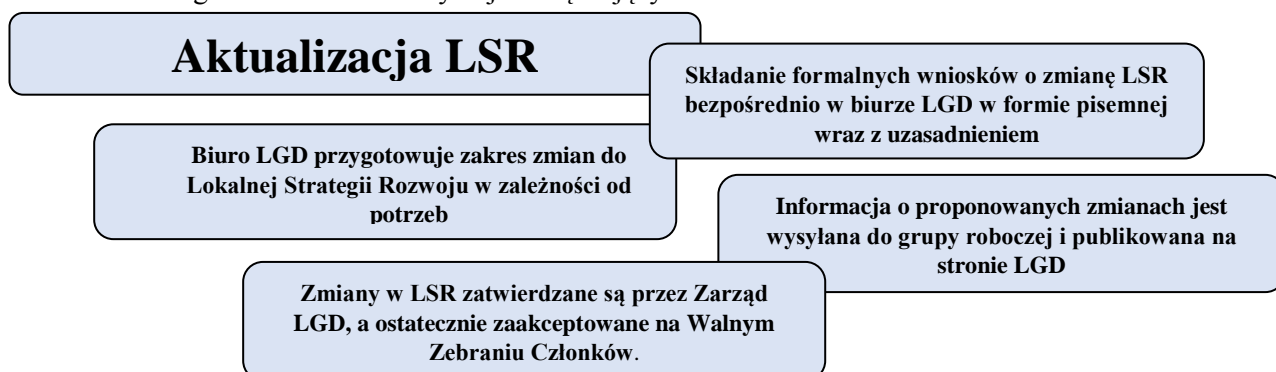 Aktualizacja LSR
Składanie formalnych wniosków o zmianę LSR
bezpośrednio w biurze LGD w formie pisemnej
wraz z uzasadnieniem
Biuro LGD przygotowuje zakres zmian do
Lokalnej Strategii Rozwoju w zależności od
potrzeb
Informacja o proponowanych zmianach jest
wysyłana do grupy roboczej i publikowana na
stronie LGD
Zmiany w LSR zatwierdzane są przez Zarząd
LGD, a ostatecznie zaakceptowane na Walnym
Zebraniu Członków.